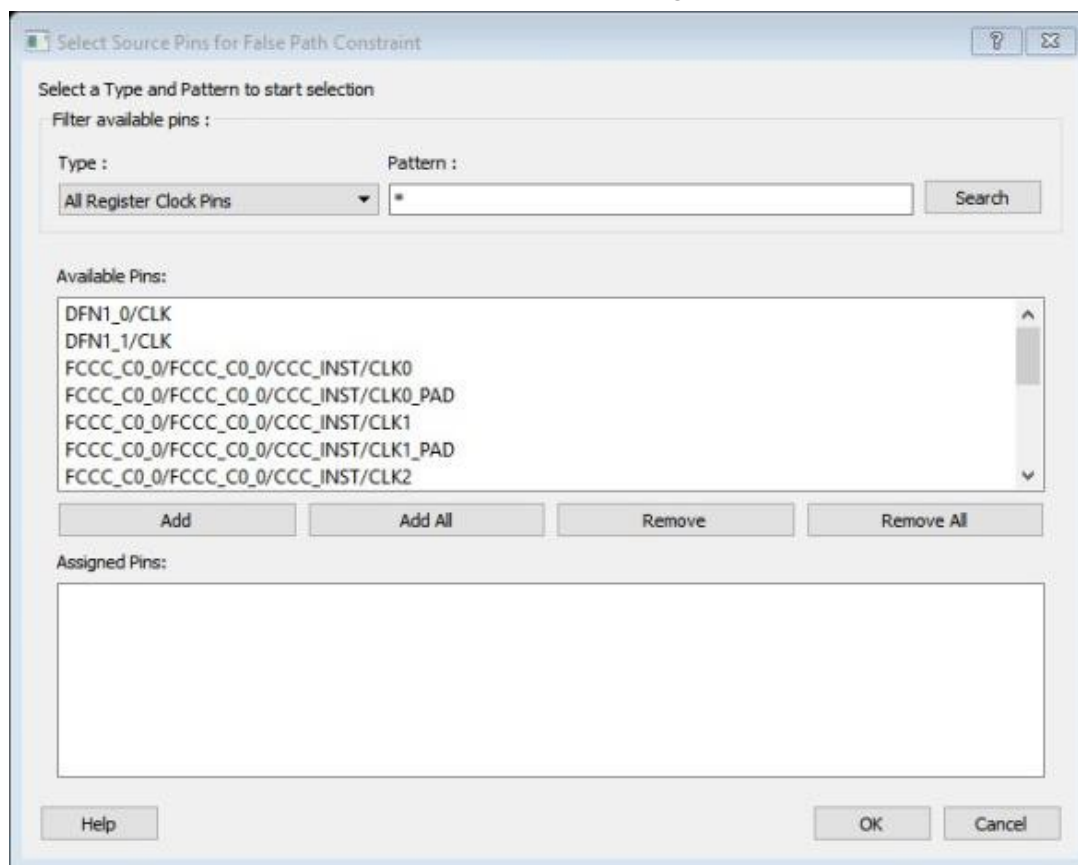 Select Source Pins for False Path Constraint
Select a Type and Pattern to start selection
Filter available pins :
Type :
Pattern :
All Register Clock Pins
*
Search
Available Pins:
DFN1_0/CLK
DFN1_1/CLK
FCCC_C0_0/FCCC_C0_0/CCC_INST/CLK0
FCCC_C0_0/FCCC_C0_0/CCC_INST/CLK0_PAD
FCCC_C0_0/FCCC_C0_0/CCC_INST/CLK1
FCCC_C0_0/FCCC_C0_0/CCC_INST/CLK1_PAD
FCCC_C0_0/FCCC_C0_0/CCC_INST/CLK2
Add
Add All
Remove
Remove All
Assigned Pins:
Help
OK
Cancel